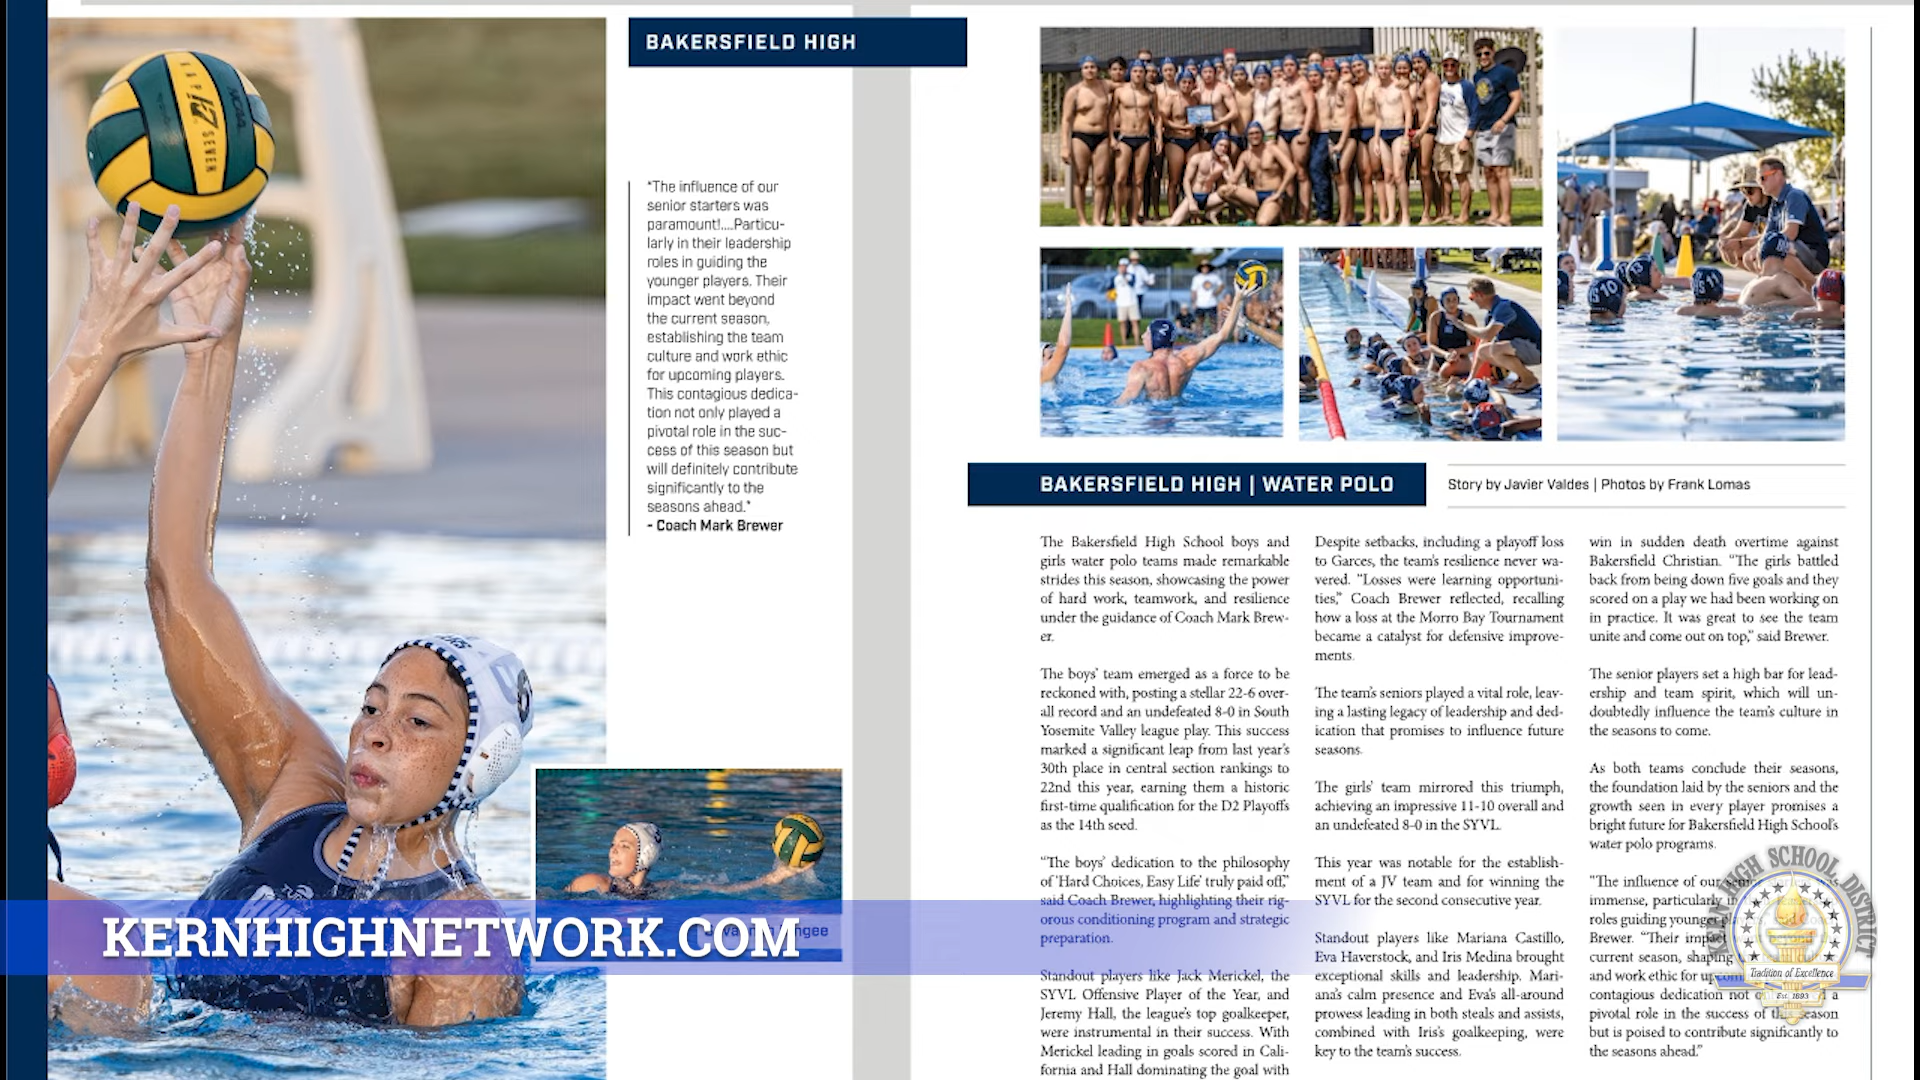 BAKERSFIELD HIGH
"The influence of our
senior starters was
paramount!....Particu-
larly in their leadership
roles in guiding the
younger players. Their
impact went beyond
the current season,
establishing the team
culture and work ethic
for upcoming players.
This contagious dedica-
tion not only played a
pivotal role in the suc-
cess of this season but
will definitely contribute
significantly to the
seasons ahead."
- Coach Mark Brewer
BAKERSFIELD HIGH | WATER POLO
Story by Javier Valdes | Photos by Frank Lomas
The Bakersfield High School boys and
girls water polo teams made remarkable
strides this season, showcasing the power
of hard work, teamwork, and resilience
under the guidance of Coach Mark Brew-
er.
The boys' team emerged as a force to be
reckoned with, posting a stellar 22-6 over-
all record and an undefeated 8-0 in South
Yosemite Valley league play. This success
marked a significant leap from last year's
30th place in central section rankings to
22nd this year, earning them a historic
first-time qualification for the D2 Playoffs
as the 14th seed.
"The boys' dedication to the philosophy
of 'Hard Choices, Easy Life' truly paid off,"
said Coach Brewer, highlighting their rig-
orous conditioning program and strategic
preparation.
Standout players like Jack Merickel, the
SYVL Offensive Player of the Year, and
Jeremy Hall, the league's top goalkeeper,
were instrumental in their success. With
Merickel leading in goals scored in Cali-
fornia and Hall dominating the goal with
Despite setbacks, including a playoff loss
to Garces, the team's resilience never wa-
vered. "Losses were learning opportuni-
ties," Coach Brewer reflected, recalling
how a loss at the Morro Bay Tournament
became a catalyst for defensive improve-
ments.
The team's seniors played a vital role, leav-
ing a lasting legacy of leadership and ded-
ication that promises to influence future
seasons.
The girls' team mirrored this triumph,
achieving an impressive 11-10 overall and
an undefeated 8-0 in the SYVL.
This year was notable for the establish-
ment of a JV team and for winning the
SYVL for the second consecutive year.
Standout players like Mariana Castillo,
Eva Haverstock, and Iris Medina brought
exceptional skills and leadership. Mari-
ana's calm presence and Eva's all-around
prowess leading in both steals and assists,
combined with Iris's goalkeeping, were
key to the team's success.
win in sudden death overtime against
Bakersfield Christian. "The girls battled
back from being down five goals and they
scored on a play we had been working on
in practice. It was great to see the team
unite and come out on top," said Brewer.
The senior players set a high bar for lead-
ership and team spirit, which will un-
doubtedly influence the team's culture in
the seasons to come.
As both teams conclude their seasons,
the foundation laid by the seniors and the
growth seen in every player promises a
bright future for Bakersfield High School's
water polo programs.
"The influence of our
immense, particularly
roles guiding younger
Brewer. "Their impact
current season, shaping
and work ethic for
contagious dedication not a
pivotal role in the success of this season
but is poised to contribute significantly to
the seasons ahead."
KERNHIGHNETWORK.COM
KERN HIGH SCHOOL DISTRICT
Tradition of Excellence
Est. 1893
SEVEN
6
2
10
13
11